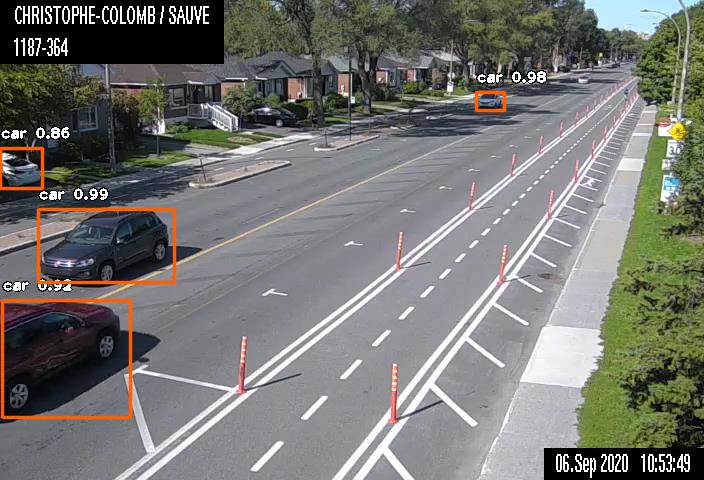 CHRISTOPHE-COLOMB / SAUVE
1187-364
car 0.98
car 0.86
car 0.99
car 0.92
06.Sep 2020 10:53:49